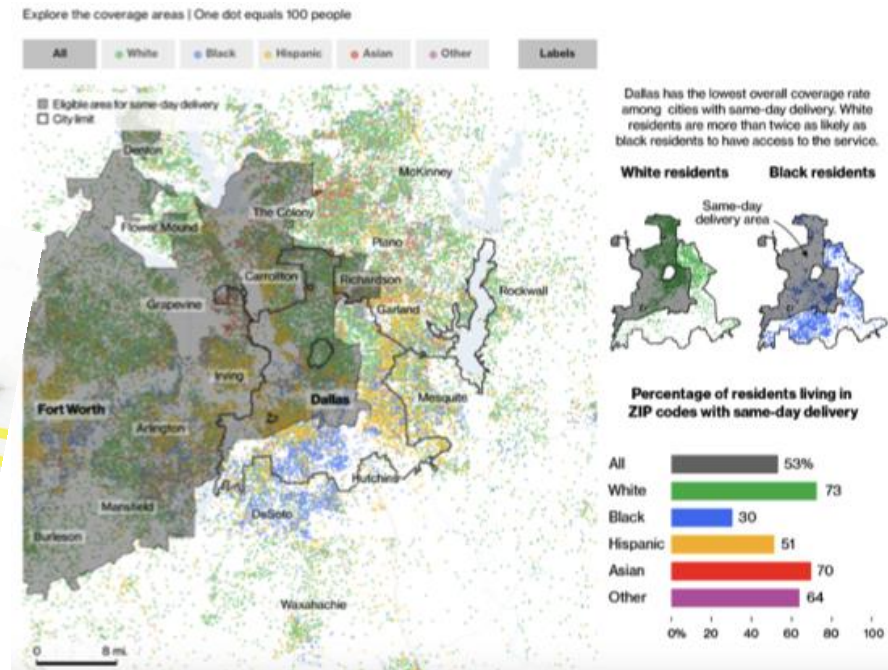 Explore the coverage areas | One dot equals 100 people
All
White
Black
Hispanic
Asian
Other
Labels
Eligible area for same-day delivery
City limit
Denton
McKinney
The Colony
Flower Mound
Plano
Carrollton
Richardson
Rockwall
Grapevine
Garland
Irving
Fort Worth
Dallas
Mesquite
Arlington
Hutchins
Mansfield
DeSoto
Burleson
Waxahachie
0 8 mi.
Dallas has the lowest overall coverage rate
among cities with same-day delivery. White
residents are more than twice as likely as
black residents to have access to the service.
White residents Black residents
Same-day
delivery area
Percentage of residents living in
ZIP codes with same-day delivery
All 53%
White 73
Black 30
Hispanic 51
Asian 70
Other 64
0% 20 40 60 80 100